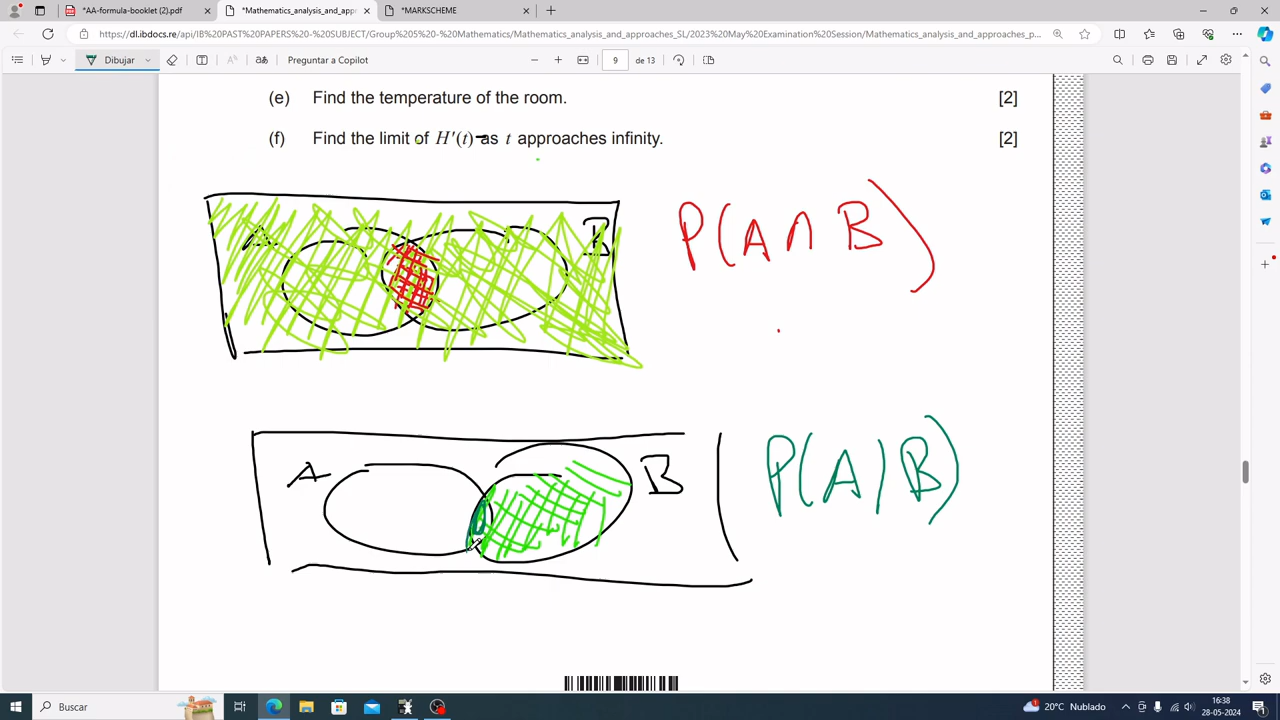 *AA-formula-booklet (2).pdf
*Mathematics_analysis_and_appr
*MARKSCHEME
https://dl.ibdocs.re/api/IB%20PAST%20PAPERS%20-%20SUBJECT/Group%205%20-%20Mathematics/Mathematics_analysis_and_approaches_SL/2023%20May%20Examination%20Session/Mathematics_analysis_and_approaches_p...
Dibujar
Preguntar a Copilot
9
de 13
(e) Find the temperature of the room. [2]
(f) Find the limit of H'(t) as t approaches infinity. [2]
A B P(A∩B)
A B P(A|B)
Buscar
20°C Nublado
16:38
28-05-2024